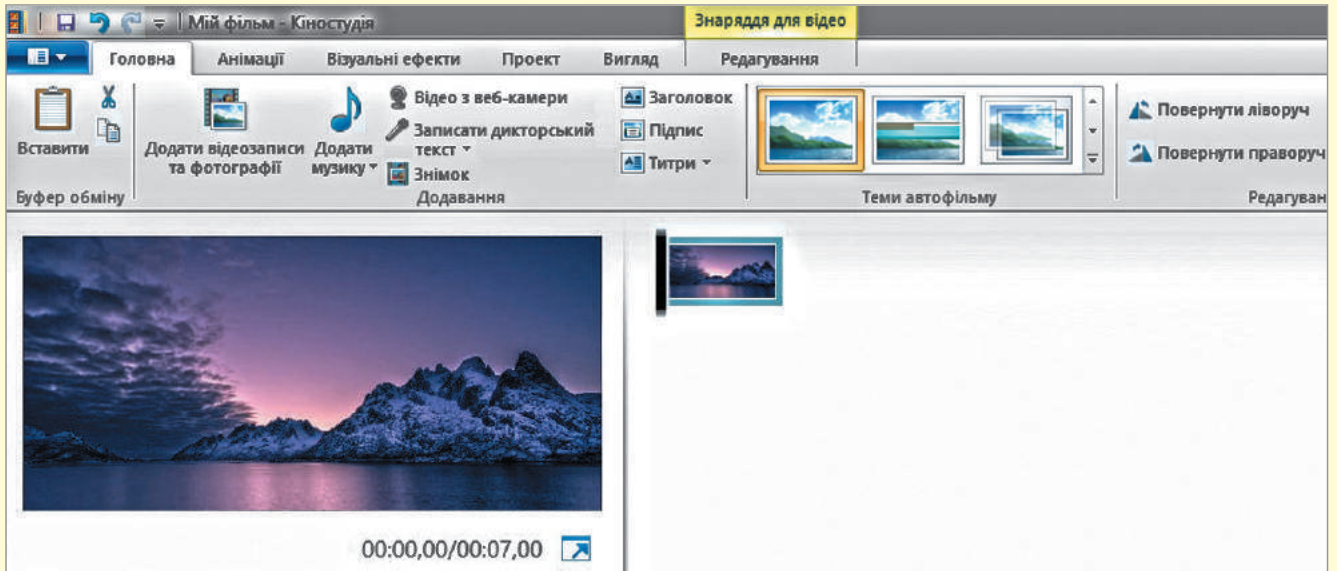 Мій фільм - Кіностудія
Знаряддя для відео
Головна Анімації Візуальні ефекти Проект Вигляд Редагування
Вставити
Буфер обміну
Додати відеозаписи
та фотографії
Додати
музику
Відео з веб-камери
Записати дикторський
текст
Знімок
Заголовок
Підпис
Титри
Додавання
Теми автофільму
Повернути ліворуч
Повернути праворуч
Редагуван
00:00,00/00:07,00